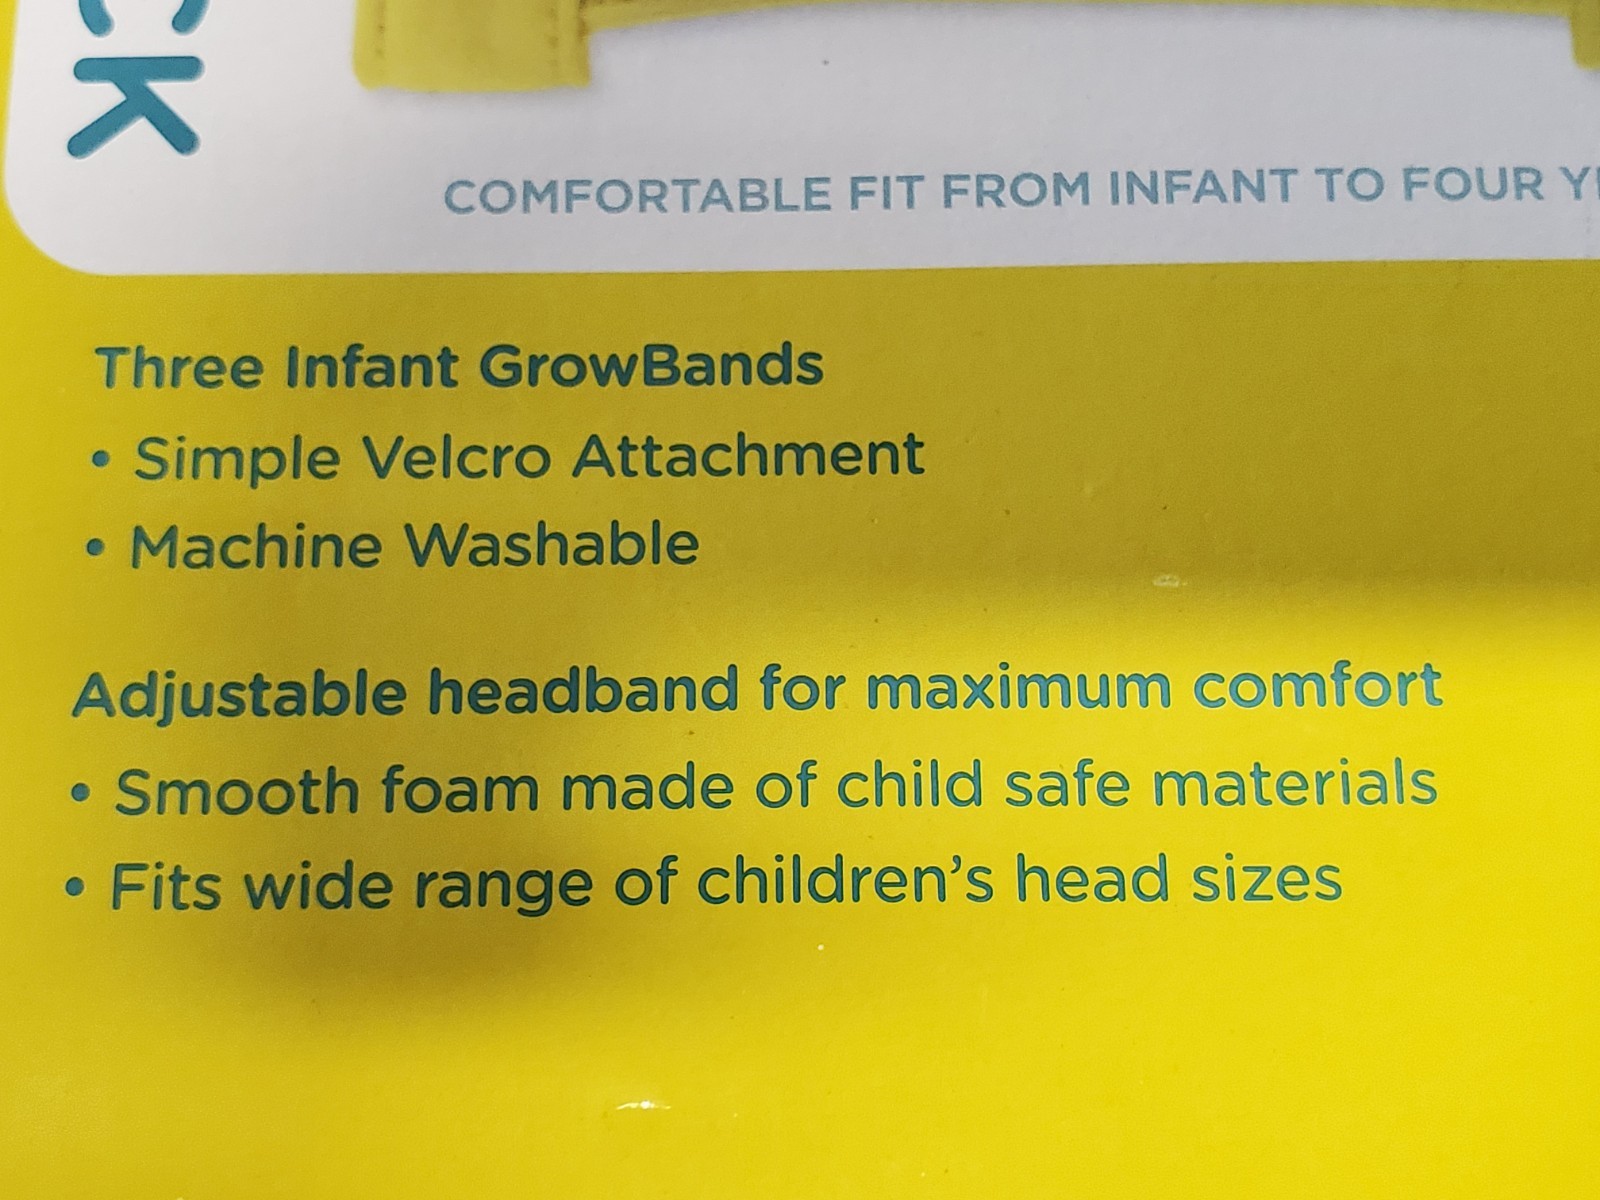 CK
COMFORTABLE FIT FROM INFANT TO FOUR
Three Infant GrowBands
• Simple Velcro Attachment
• Machine Washable
Adjustable headband for maximum comfort
• Smooth foam made of child safe materials
• Fits wide range of children's head sizes